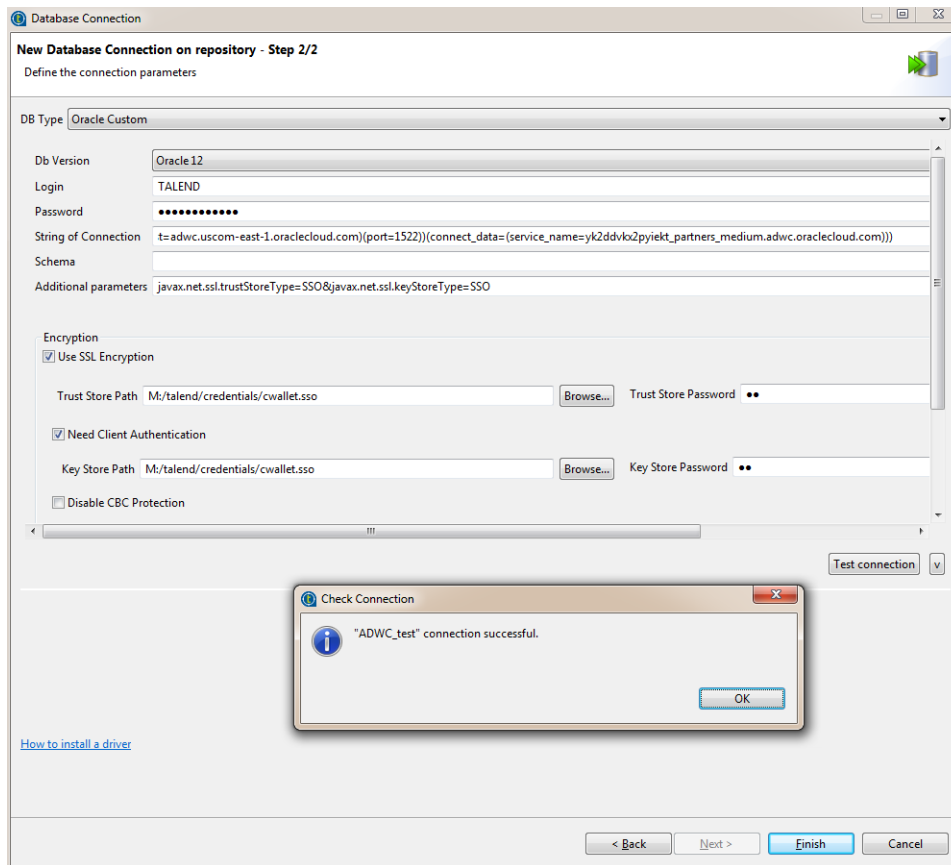 Database Connection
New Database Connection on repository - Step 2/2
Define the connection parameters
DB Type Oracle Custom
Db Version Oracle 12
Login TALEND
Password ●●●●●●●●●●●●
String of Connection t=adwc.uscom-east-1.oraclecloud.com)(port=1522))(connect_data=(service_name=yk2ddvkx2pyiekt_partners_medium.adwc.oraclecloud.com)))
Schema
Additional parameters javax.net.ssl.trustStoreType=SSO&javax.net.ssl.keyStoreType=SSO
Encryption
Use SSL Encryption
Trust Store Path M:/talend/credentials/cwallet.sso Browse... Trust Store Password ●●
Need Client Authentication
Key Store Path M:/talend/credentials/cwallet.sso Browse... Key Store Password ●●
Disable CBC Protection
Test connection v
Check Connection
"ADWC_test" connection successful.
OK
How to install a driver
< Back Next > Finish Cancel